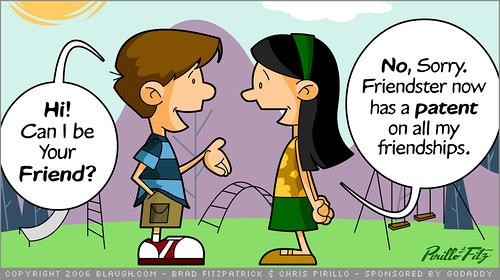 Hi!
Can I be
Your
Friend?
No, Sorry.
Friendster now
has a patent
on all my
friendships.
Pirillo & Fitz
COPYRIGHT 2006 BLAUGH.COM - BRAD FITZPATRICK & CHRIS PIRILLO - SPONSORED BY GODADDY